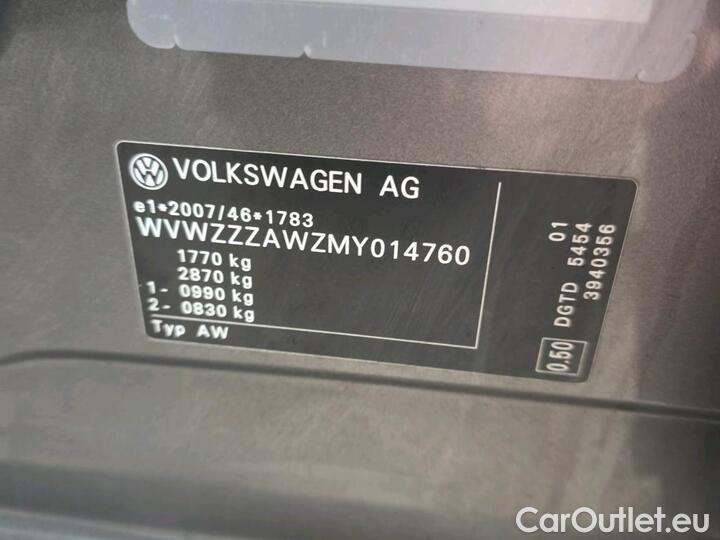 VOLKSWAGEN AG
e1*2007/46*1783
WVWZZZAWZMY014760
1770 kg
2870 kg
1- 0990 kg
2- 0830 kg
Typ AW
01
DGTD 5454
3940356
0,50
CarOutlet.eu